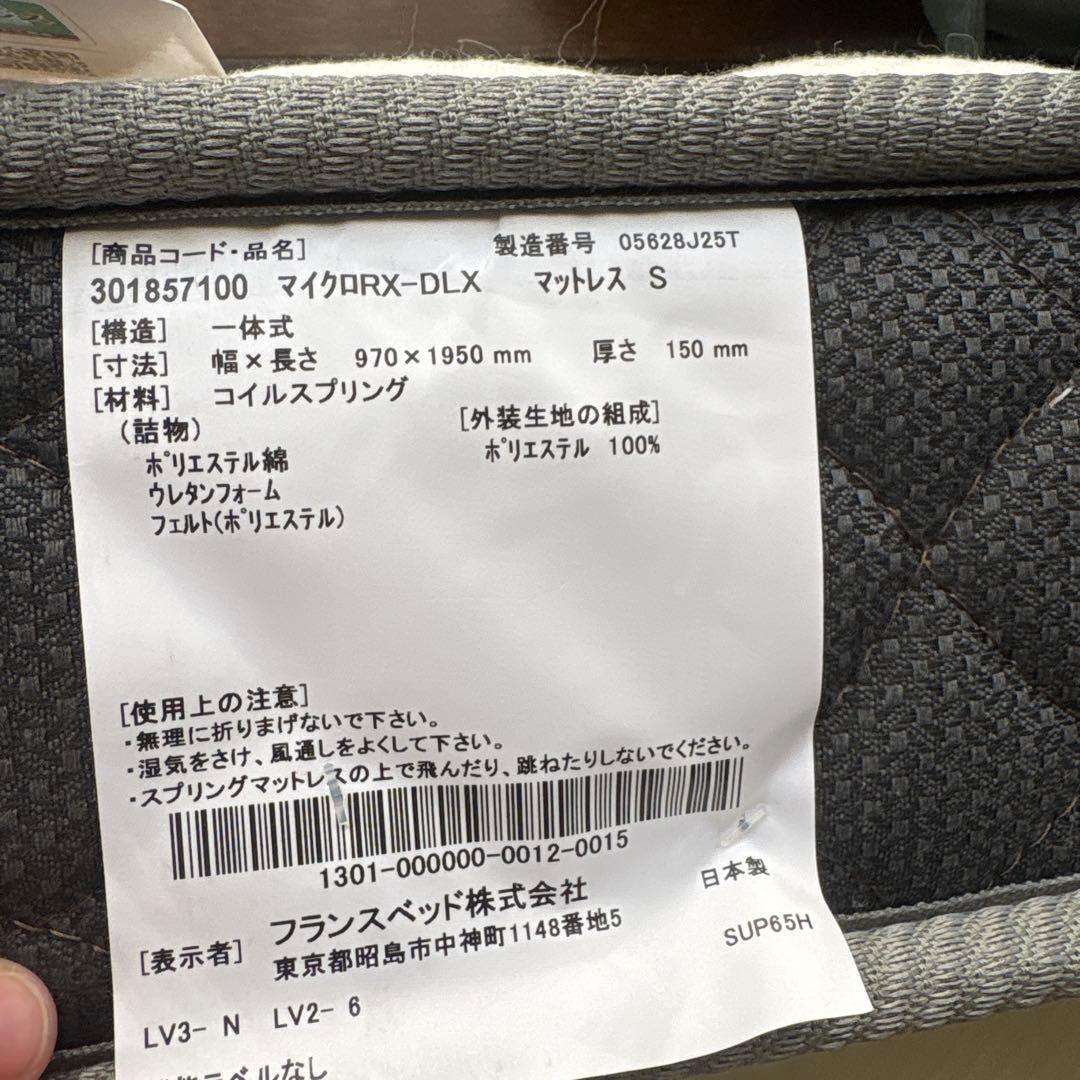 [商品コード・品名] 製造番号 05628J25T
301857100 マイクロRX-DLX マットレス S
[構造] 一体式
[寸法] 幅×長さ 970×1950 mm 厚さ 150 mm
[材料] コイルスプリング
(詰物) [外装生地の組成]
ポリエステル綿 ポリエステル 100%
ウレタンフォーム
フェルト(ポリエステル)
[使用上の注意]
・無理に折りまげないで下さい。
・湿気をさけ、風通しをよくして下さい。
・スプリングマットレスの上で飛んだり、跳ねたりしないでください。
1301-000000-0012-0015
日本製
[表示者] フランスベッド株式会社
東京都昭島市中神町1148番地5
SUP65H
LV3- N LV2- 6
ラベルなし